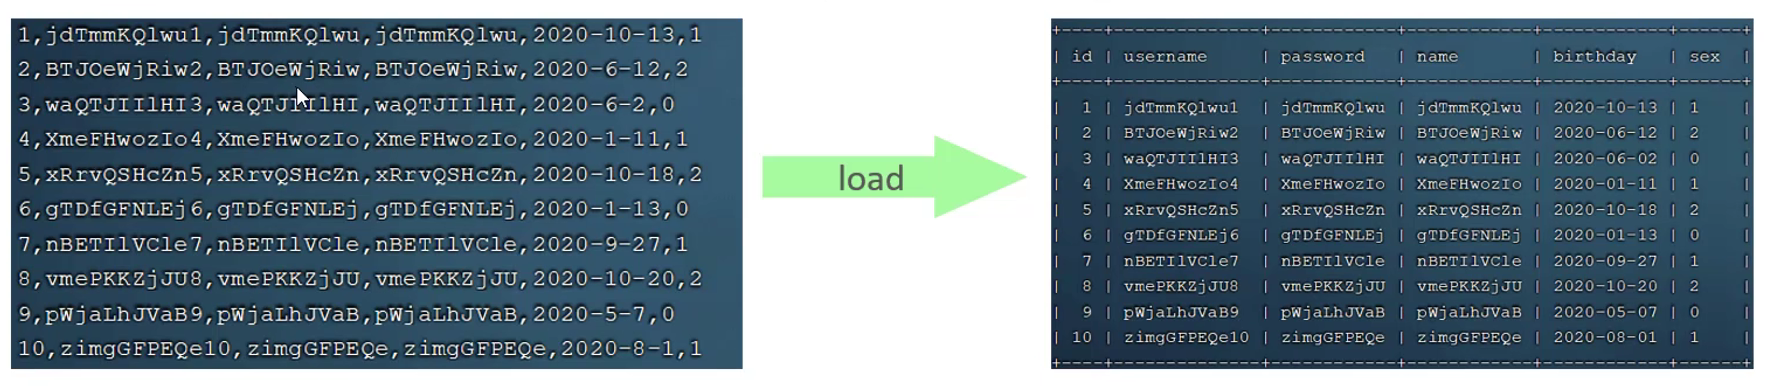 1,jdTmmKQlwu1,jdTmmKQlwu,jdTmmKQlwu,2020-10-13,1
2,BTJOeWjRiw2,BTJOeWjRiw,BTJOeWjRiw,2020-6-12,2
3,waQTJIIlHI3,waQTJIIlHI,waQTJIIlHI,2020-6-2,0
4,XmeFHwozIo4,XmeFHwozIo,XmeFHwozIo,2020-1-11,1
5,xRrvQSHcZn5,xRrvQSHcZn,xRrvQSHcZn,2020-10-18,2
6,gTDfGFNLEj6,gTDfGFNLEj,gTDfGFNLEj,2020-1-13,0
7,nBETIlVCle7,nBETIlVCle,nBETIlVCle,2020-9-27,1
8,vmePKKZjJU8,vmePKKZjJU,vmePKKZjJU,2020-10-20,2
9,pWjaLhJVaB9,pWjaLhJVaB,pWjaLhJVaB,2020-5-7,0
10,zimgGFPEQe10,zimgGFPEQe,zimgGFPEQe,2020-8-1,1
load
| id | username | password | name | birthday | sex |
| 1 | jdTmmKQlwu1 | jdTmmKQlwu | jdTmmKQlwu | 2020-10-13 | 1 |
| 2 | BTJOeWjRiw2 | BTJOeWjRiw | BTJOeWjRiw | 2020-06-12 | 2 |
| 3 | waQTJIIlHI3 | waQTJIIlHI | waQTJIIlHI | 2020-06-02 | 0 |
| 4 | XmeFHwozIo4 | XmeFHwozIo | XmeFHwozIo | 2020-01-11 | 1 |
| 5 | xRrvQSHcZn5 | xRrvQSHcZn | xRrvQSHcZn | 2020-10-18 | 2 |
| 6 | gTDfGFNLEj6 | gTDfGFNLEj | gTDfGFNLEj | 2020-01-13 | 0 |
| 7 | nBETIlVCle7 | nBETIlVCle | nBETIlVCle | 2020-09-27 | 1 |
| 8 | vmePKKZjJU8 | vmePKKZjJU | vmePKKZjJU | 2020-10-20 | 2 |
| 9 | pWjaLhJVaB9 | pWjaLhJVaB | pWjaLhJVaB | 2020-05-07 | 0 |
| 10 | zimgGFPEQe10 | zimgGFPEQe | zimgGFPEQe | 2020-08-01 | 1 |